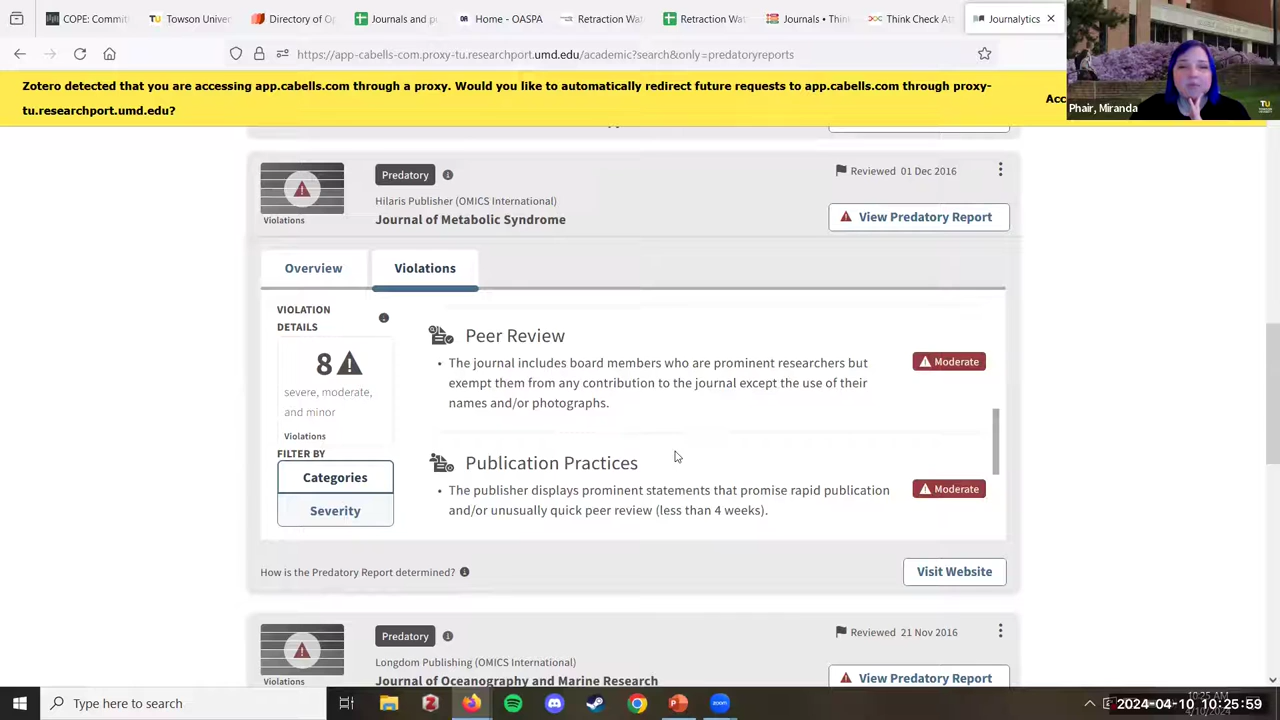 COPE: Commit
Towson Univer
Directory of Op
Journals and p
Home - OASPA
Retraction Wat
Retraction Wat
Journals • Think
Think Check Att
Journalytics
https://app-cabells-com.proxy-tu.researchport.umd.edu/academic?search&only=predatoryreports
Zotero detected that you are accessing app.cabells.com through a proxy. Would you like to automatically redirect future requests to app.cabells.com through proxy-
tu.researchport.umd.edu?
Acc
Phair, Miranda
TU
Predatory
Reviewed 01 Dec 2016
Hilaris Publisher (OMICS International)
Journal of Metabolic Syndrome
Violations
View Predatory Report
Overview
Violations
VIOLATION
DETAILS
8
severe, moderate,
and minor
Violations
FILTER BY
Categories
Severity
Peer Review
• The journal includes board members who are prominent researchers but
exempt them from any contribution to the journal except the use of their
names and/or photographs.
Moderate
Publication Practices
• The publisher displays prominent statements that promise rapid publication
and/or unusually quick peer review (less than 4 weeks).
Moderate
How is the Predatory Report determined?
Visit Website
Predatory
Reviewed 21 Nov 2016
Longdom Publishing (OMICS International)
Journal of Oceanography and Marine Research
Violations
View Predatory Report
Type here to search
10:25 AM
2024-04-10 10:25:59